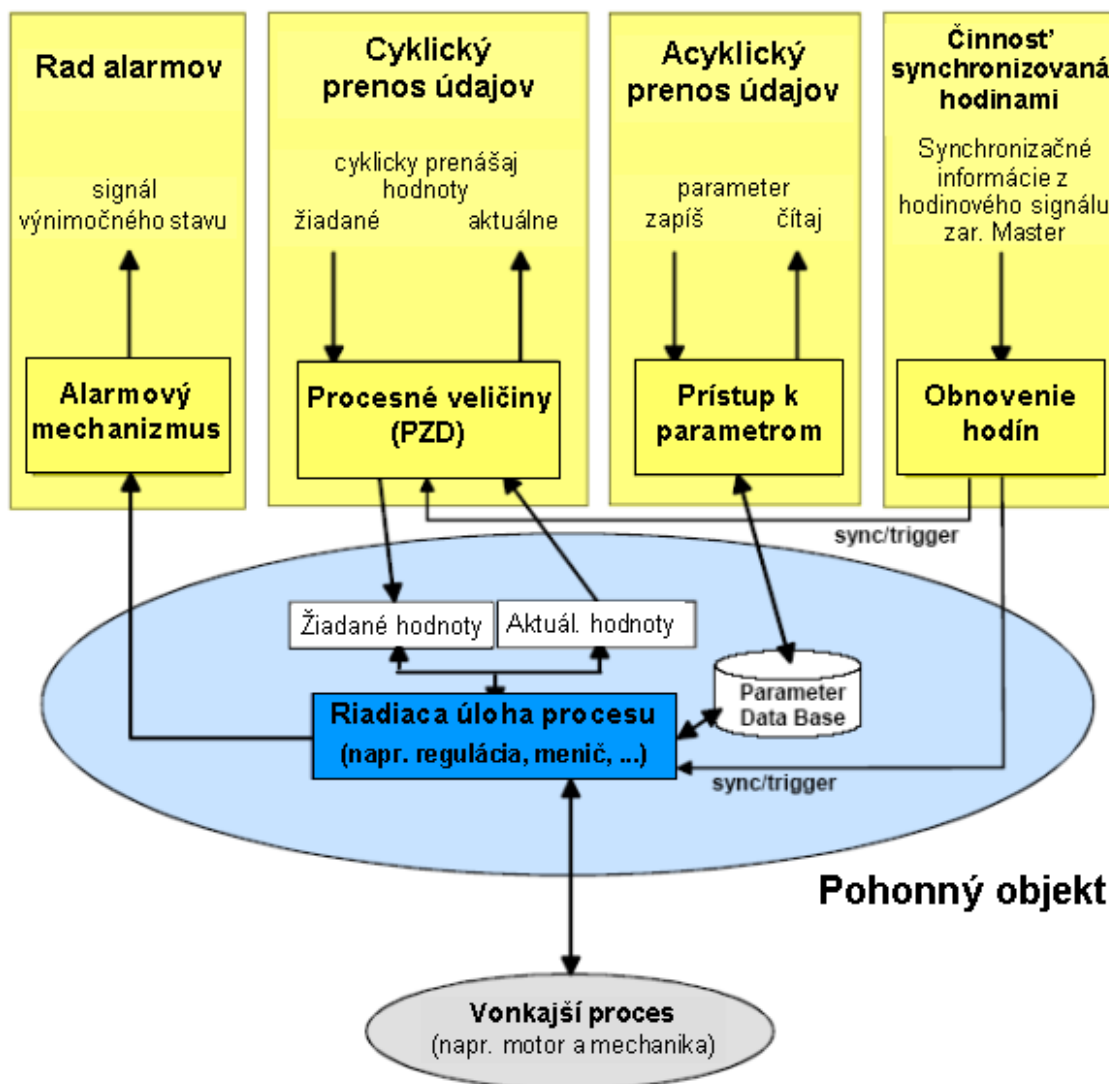 Rad alarmov
signál
výnimočného stavu
Alarmový
mechanizmus
Cyklický
prenos údajov
cyklicky prenášaj
hodnoty
žiadané aktuálne
Procesné veličiny
(PZD)
Acyklický
prenos údajov
parameter
zapíš čítaj
Prístup k
parametrom
Činnosť
synchronizovaná
hodinami
Synchronizačné
informácie z
hodinového signálu
zar. Master
Obnovenie
hodín
sync/trigger
Žiadané hodnoty
Aktuál. hodnoty
Parameter
Data Base
Riadiaca úloha procesu
(napr. regulácia, menič, ...)
sync/trigger
Pohonný objekt
Vonkajší proces
(napr. motor a mechanika)